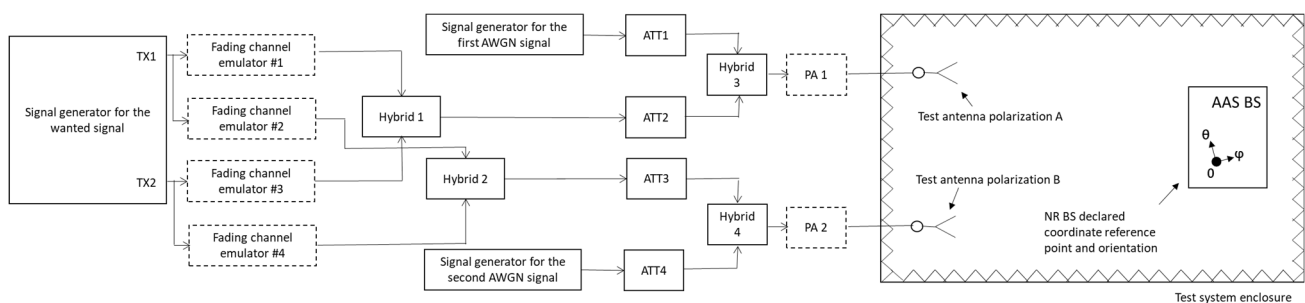 Signal generator for the
wanted signal
TX1
TX2
Fading channel
emulator #1
Fading channel
emulator #2
Fading channel
emulator #3
Fading channel
emulator #4
Hybrid 1
Hybrid 2
Signal generator for the
first AWGN signal
Signal generator for the
second AWGN signal
ATT1
ATT2
ATT3
ATT4
Hybrid
3
Hybrid
4
PA 1
PA 2
Test antenna polarization A
Test antenna polarization B
AAS BS
θ
φ
0
NR BS declared
coordinate reference
point and orientation
Test system enclosure